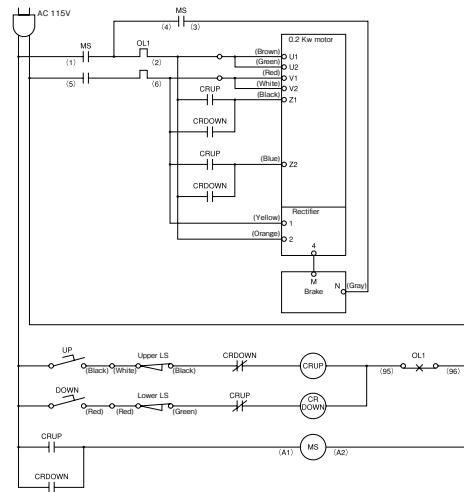 AC 115V
MS
(4) (3)
MS
(1)
OL1
(2)
(5)
(6)
0.2 Kw motor
(Brown) U1
(Green) U2
(Red) V1
(White) V2
(Black) Z1
CRUP
CRDOWN
CRUP
(Blue) Z2
CRDOWN
Rectifier
(Yellow) 1
(Orange) 2
4
M
Brake
N (Gray)
UP
(Black) (White)
Upper LS
(Black)
CRDOWN
CRUP
OL1
(95) (96)
DOWN
(Red) (Red)
Lower LS
(Green)
CRUP
CR
DOWN
CRUP
(A1) MS (A2)
CRDOWN